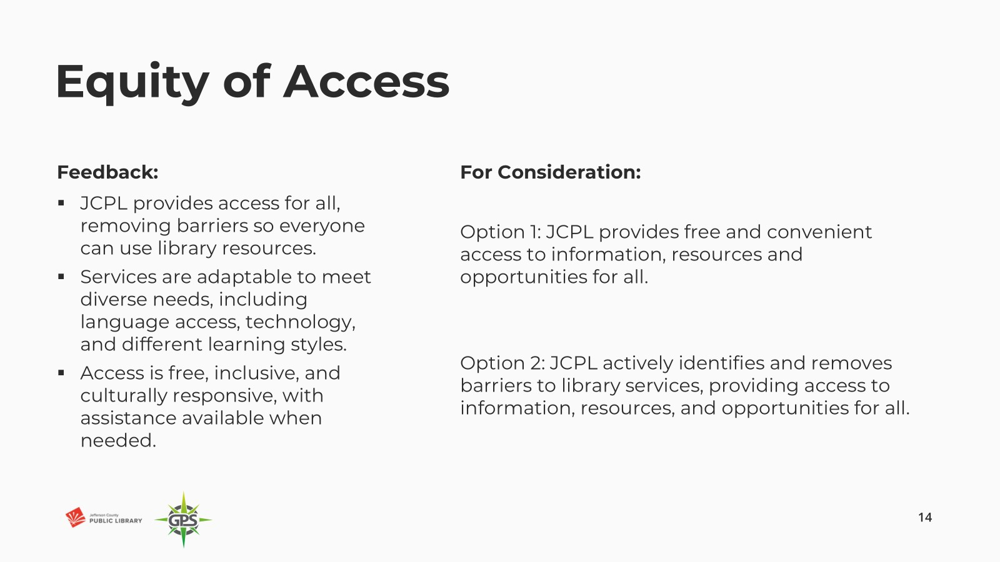 Equity of Access
Feedback:
▪ JCPL provides access for all,
removing barriers so everyone
can use library resources.
▪ Services are adaptable to meet
diverse needs, including
language access, technology,
and different learning styles.
▪ Access is free, inclusive, and
culturally responsive, with
assistance available when
needed.
For Consideration:
Option 1: JCPL provides free and convenient
access to information, resources and
opportunities for all.
Option 2: JCPL actively identifies and removes
barriers to library services, providing access to
information, resources, and opportunities for all.
Jefferson County
PUBLIC LIBRARY
GPS
14